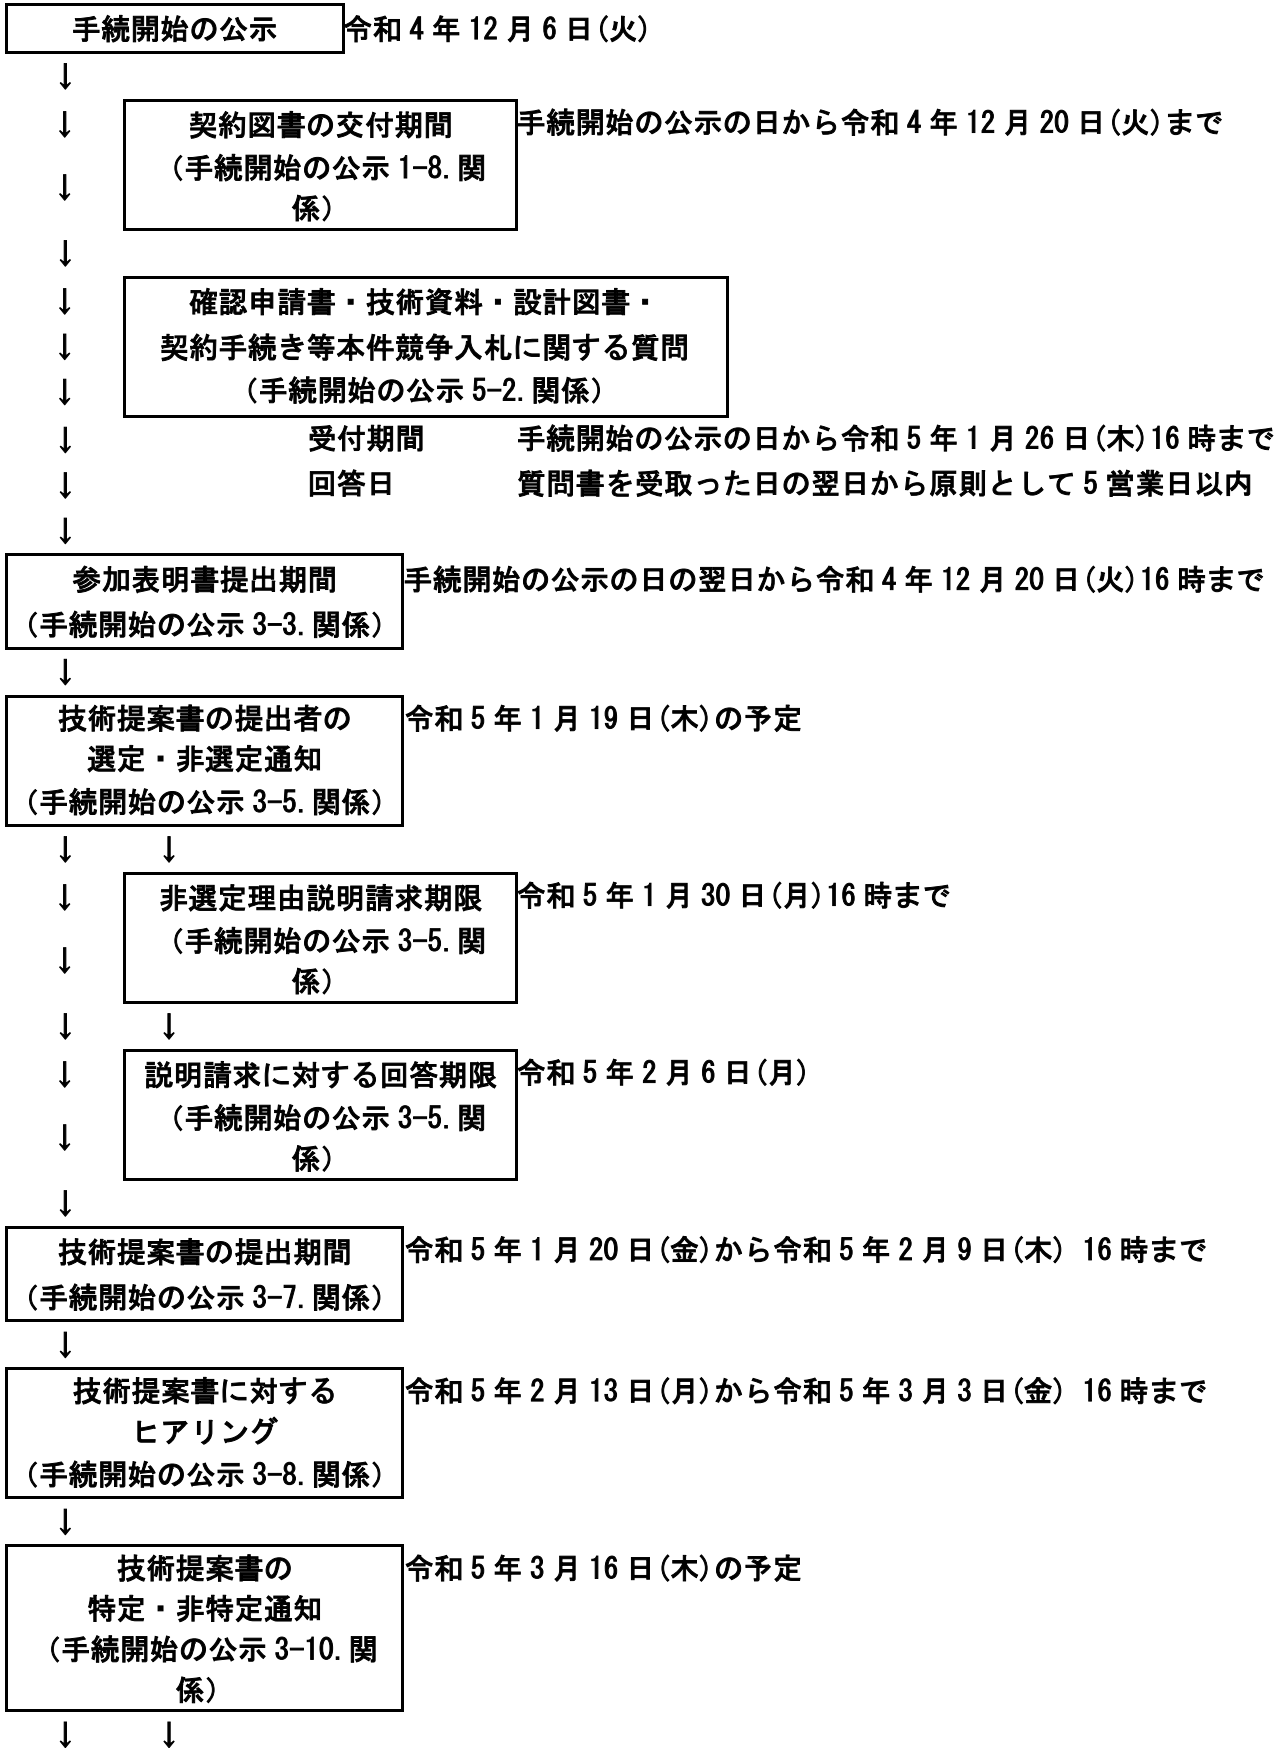 手続開始の公示 令和4年12月6日(火)
↓
↓ 契約図書の交付期間 手続開始の公示の日から令和4年12月20日(火)まで
(手続開始の公示1-8.関
↓
係)
↓
↓ 確認申請書・技術資料・設計図書・
↓ 契約手続き等本件競争入札に関する質問
↓ (手続開始の公示5-2.関係)
↓ 受付期間 手続開始の公示の日から令和5年1月26日(木)16時まで
↓ 回答日 質問書を受取った日の翌日から原則として5営業日以内
↓
参加表明書提出期間 手続開始の公示の日の翌日から令和4年12月20日(火)16時まで
(手続開始の公示3-3.関係)
↓
技術提案書の提出者の 令和5年1月19日(木)の予定
選定・非選定通知
(手続開始の公示3-5.関係)
↓ ↓
↓ 非選定理由説明請求期限 令和5年1月30日(月)16時まで
(手続開始の公示3-5.関
↓
係)
↓ ↓
↓ 説明請求に対する回答期限 令和5年2月6日(月)
(手続開始の公示3-5.関
↓
係)
↓
技術提案書の提出期間 令和5年1月20日(金)から令和5年2月9日(木) 16時まで
(手続開始の公示3-7.関係)
↓
技術提案書に対する 令和5年2月13日(月)から令和5年3月3日(金) 16時まで
ヒアリング
(手続開始の公示3-8.関係)
↓
技術提案書の 令和5年3月16日(木)の予定
特定・非特定通知
(手続開始の公示3-10.関
係)
↓ ↓